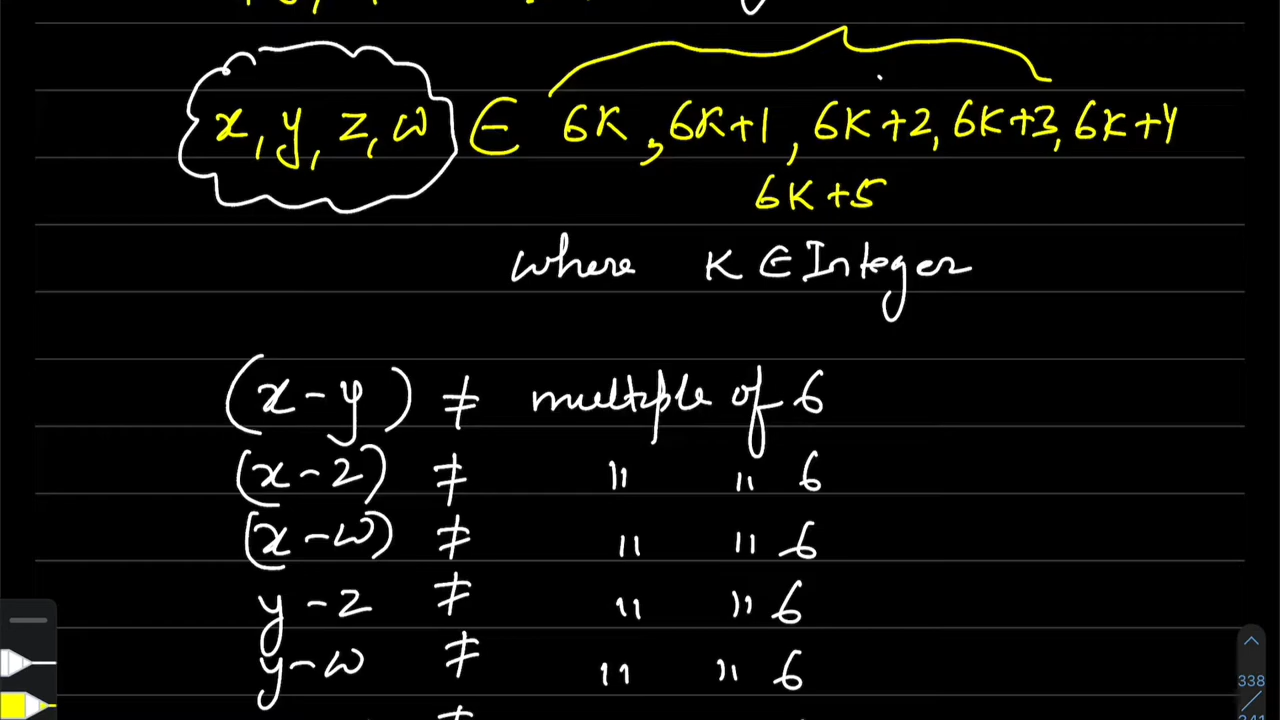 x, y, z, w ∈ 6K, 6K+1, 6K+2, 6K+3, 6K+4
6K+5
where K ∈ Integer
(x-y) ≠ multiple of 6
(x-z) ≠ " " 6
(x-w) ≠ " " 6
y-z ≠ " " 6
y-w ≠ " " 6
338